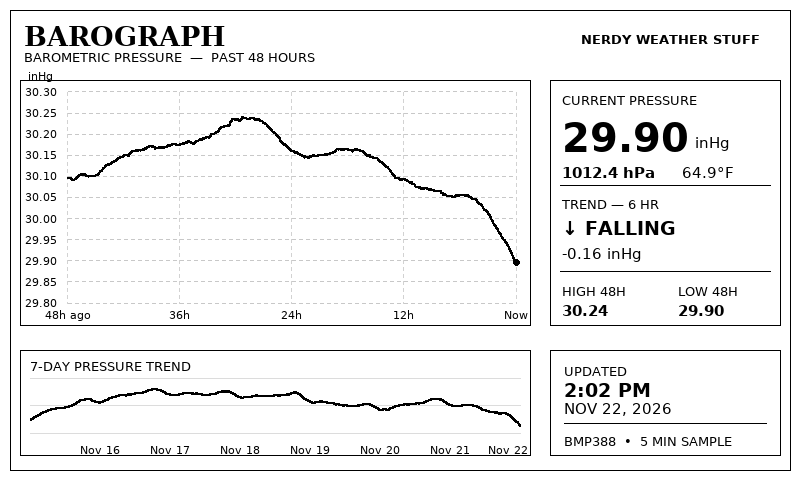 BAROGRAPH
BAROMETRIC PRESSURE — PAST 48 HOURS
NERDY WEATHER STUFF
inHg
30.30
30.25
30.20
30.15
30.10
30.05
30.00
29.95
29.90
29.85
29.80
48h ago 36h 24h 12h Now
CURRENT PRESSURE
29.90 inHg
1012.4 hPa 64.9°F
TREND — 6 HR
↓ FALLING
-0.16 inHg
HIGH 48H LOW 48H
30.24 29.90
7-DAY PRESSURE TREND
Nov 16 Nov 17 Nov 18 Nov 19 Nov 20 Nov 21 Nov 22
UPDATED
2:02 PM
NOV 22, 2026
BMP388 • 5 MIN SAMPLE